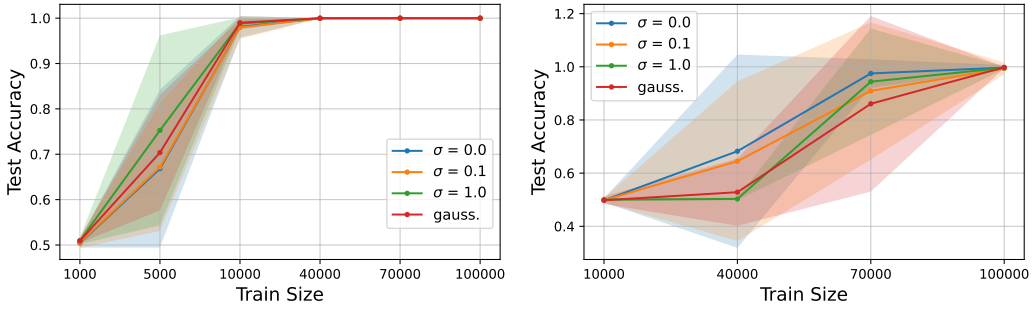 1.0
0.9
0.8
0.7
0.6
0.5
Test Accuracy
1000 5000 10000 40000 70000 100000
Train Size
σ = 0.0
σ = 0.1
σ = 1.0
gauss.
1.2
1.0
0.8
0.6
0.4
Test Accuracy
10000 40000 70000 100000
Train Size
σ = 0.0
σ = 0.1
σ = 1.0
gauss.